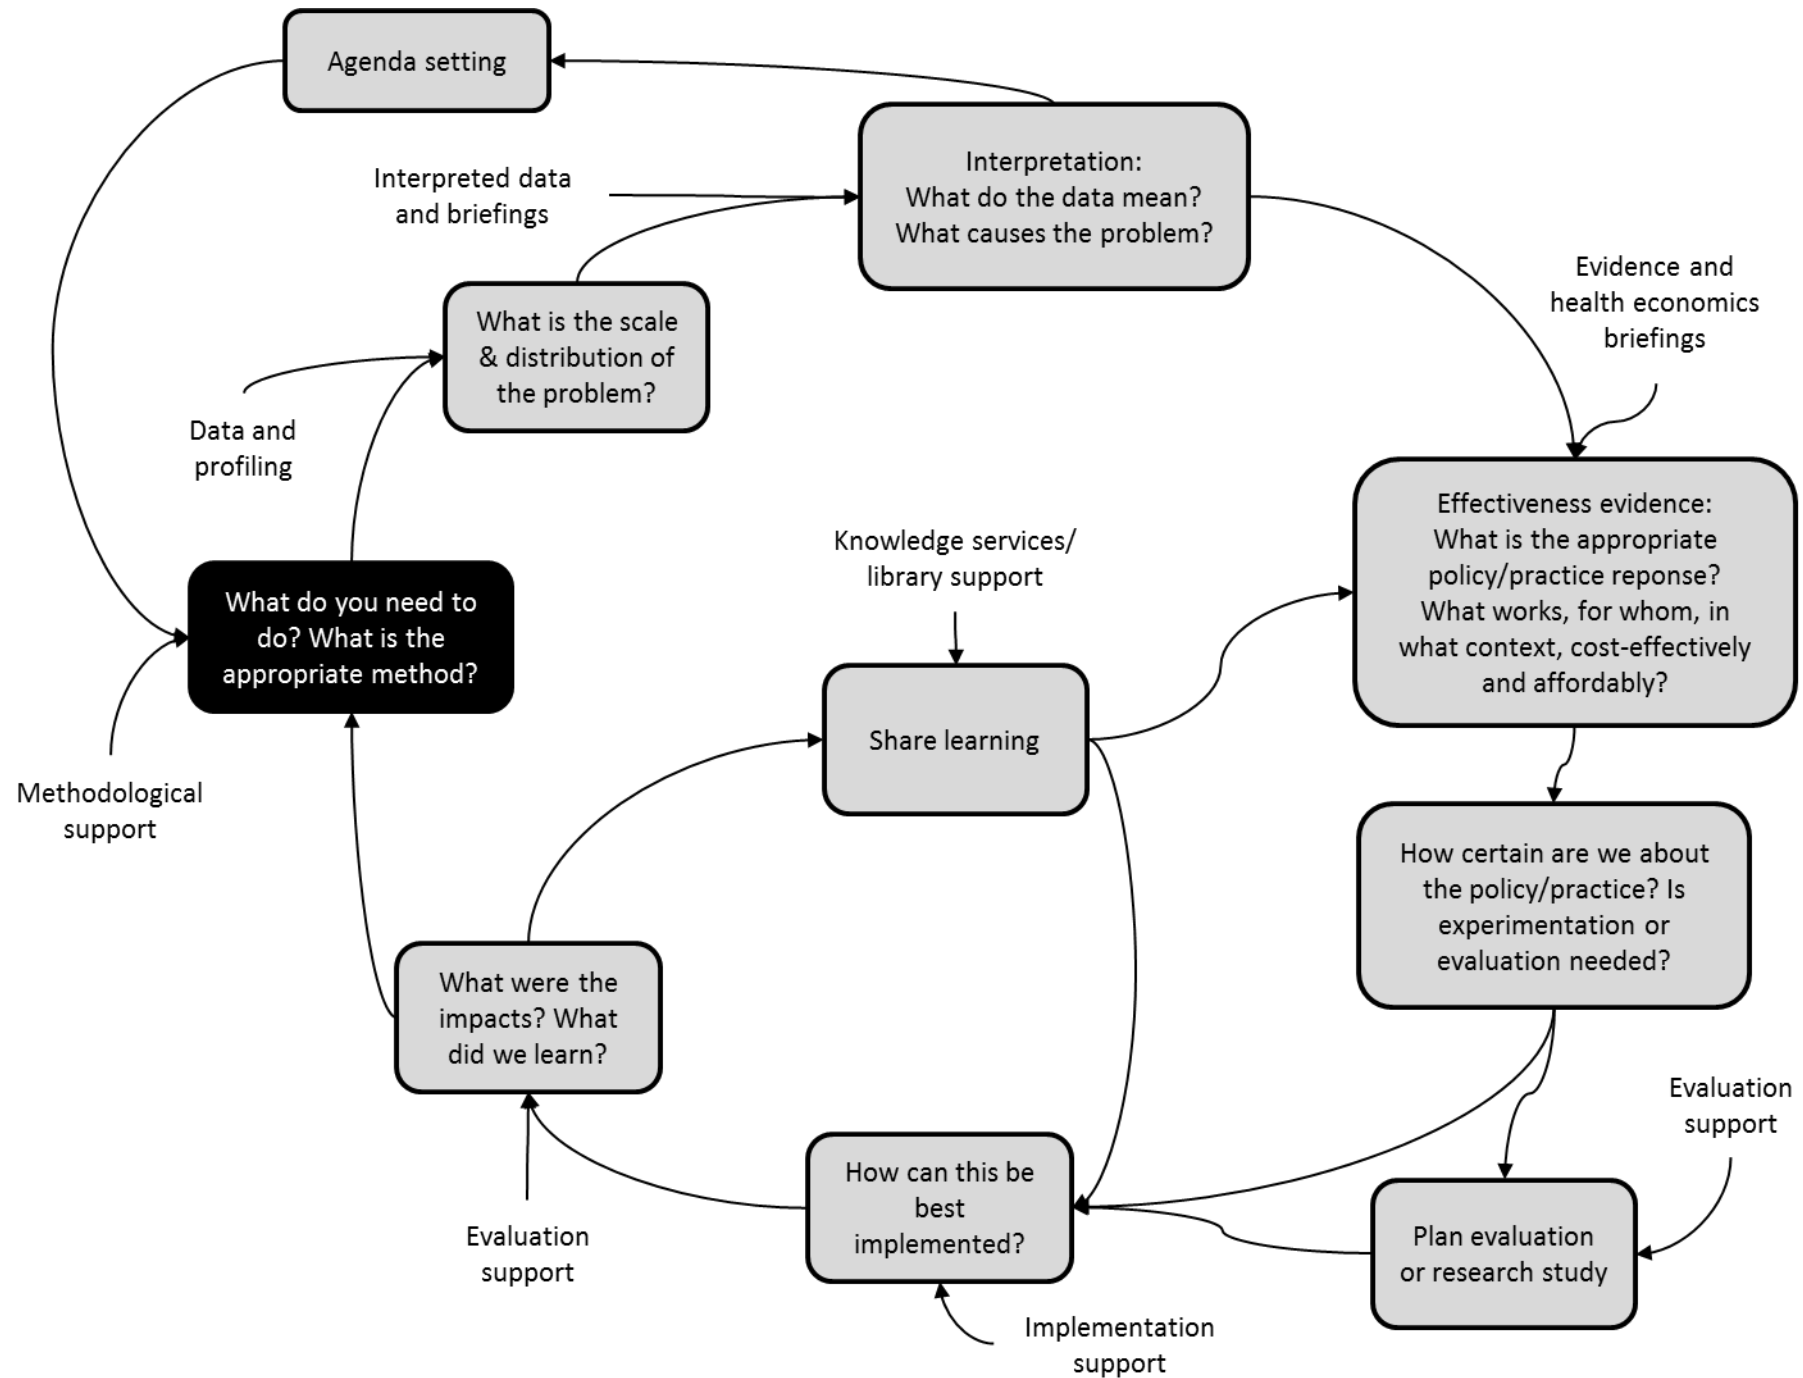 Agenda setting
Interpretation:
What do the data mean?
What causes the problem?
Interpreted data
and briefings
Evidence and
health economics
briefings
What is the scale
& distribution of
the problem?
Data and
profiling
Effectiveness evidence:
What is the appropriate
policy/practice reponse?
What works, for whom, in
what context, cost-effectively
and affordably?
Knowledge services/
library support
What do you need to
do? What is the
appropriate method?
Share learning
Methodological
support
How certain are we about
the policy/practice? Is
experimentation or
evaluation needed?
What were the
impacts? What
did we learn?
Evaluation
support
How can this be
best
implemented?
Plan evaluation
or research study
Evaluation
support
Implementation
support